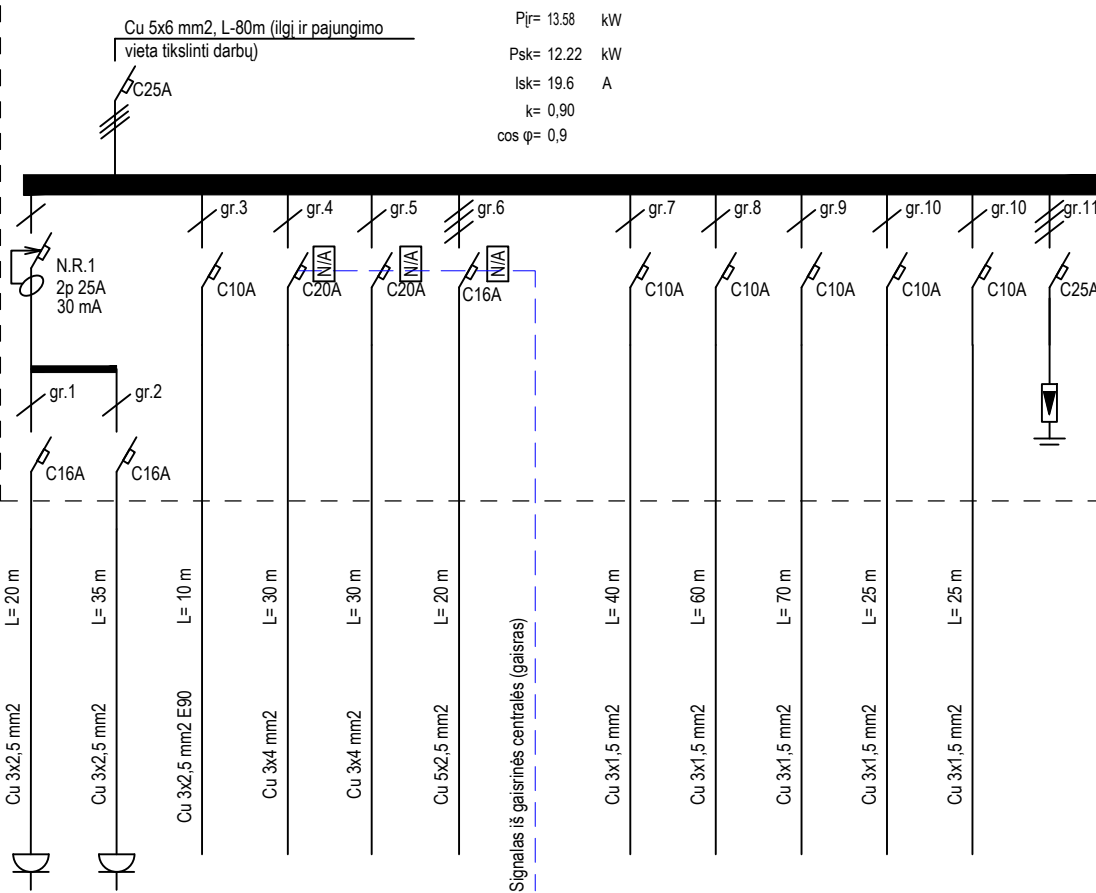 Cu 5x6 mm2, L-80m (ilgį ir pajungimo
vieta tikslinti darbų)
C25A
Pįr= 13.58 kW
Psk= 12.22 kW
Isk= 19.6 A
k= 0,90
cos φ= 0,9
gr.3
gr.4
gr.5
gr.6
gr.7
gr.8
gr.9
gr.10
gr.10
gr.11
N.R.1
2p 25A
30 mA
C10A
N/A
C20A
N/A
C20A
N/A
C16A
C10A
C10A
C10A
C10A
C10A
C25A
gr.1
gr.2
C16A
C16A
L= 20 m
L= 35 m
L= 10 m
L= 30 m
L= 30 m
L= 20 m
L= 40 m
L= 60 m
L= 70 m
L= 25 m
L= 25 m
Cu 3x2,5 mm2
Cu 3x2,5 mm2
Cu 3x2,5 mm2 E90
Cu 3x4 mm2
Cu 3x4 mm2
Cu 5x2,5 mm2
Signalas iš gaisrinės centralės (gaisras)
Cu 3x1,5 mm2
Cu 3x1,5 mm2
Cu 3x1,5 mm2
Cu 3x1,5 mm2
Cu 3x1,5 mm2